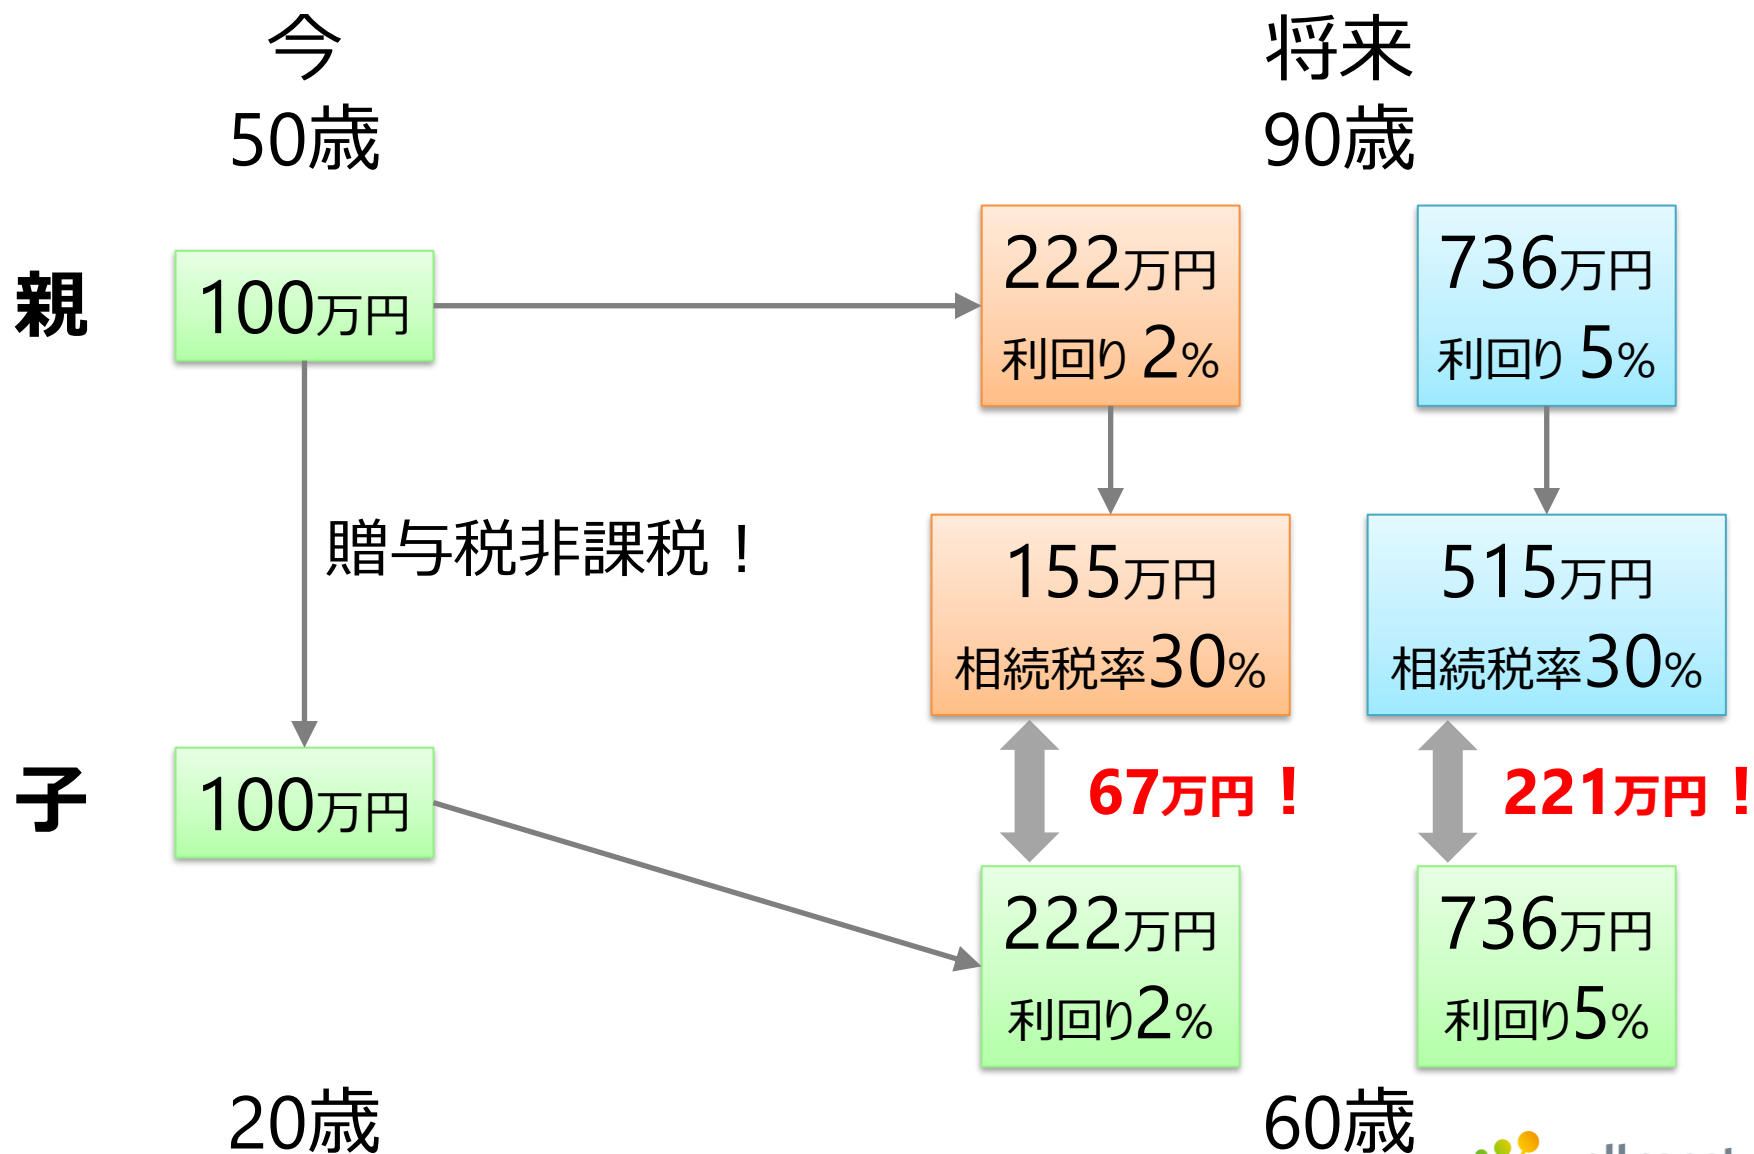 今
50歳
将来
90歳
親
100万円
222万円
利回り 2%
736万円
利回り 5%
贈与税非課税！
155万円
相続税率30%
515万円
相続税率30%
子
100万円
67万円！
221万円！
222万円
利回り2%
736万円
利回り5%
20歳
60歳